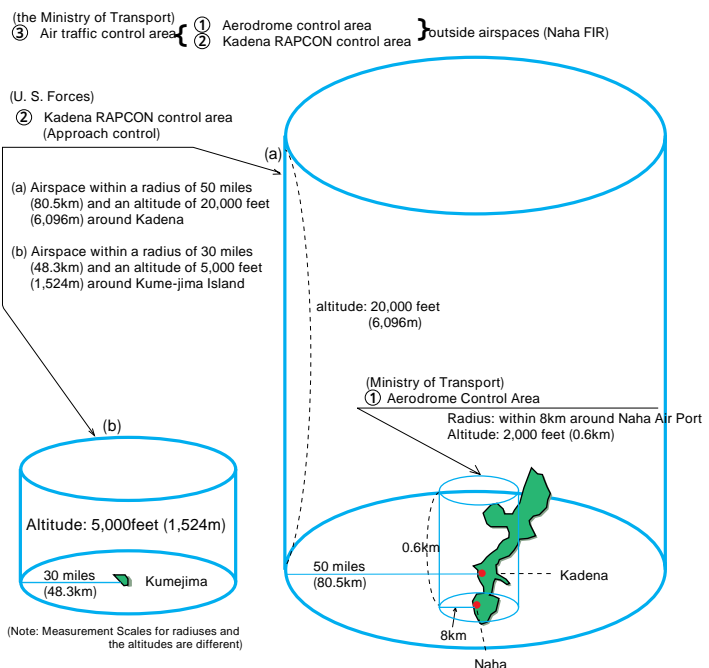 (the Ministry of Transport)
③ Air traffic control area { ① Aerodrome control area
② Kadena RAPCON control area } outside airspaces (Naha FIR)
(U. S. Forces)
② Kadena RAPCON control area
(Approach control)
(a)
(a) Airspace within a radius of 50 miles
(80.5km) and an altitude of 20,000 feet
(6,096m) around Kadena
(b) Airspace within a radius of 30 miles
(48.3km) and an altitude of 5,000 feet
(1,524m) around Kume-jima Island
altitude: 20,000 feet
(6,096m)
(Ministry of Transport)
① Aerodrome Control Area
Radius: within 8km around Naha Air Port
Altitude: 2,000 feet (0.6km)
(b)
Altitude: 5,000feet (1,524m)
30 miles
(48.3km)
Kumejima
0.6km
50 miles
(80.5km)
Kadena
8km
Naha
(Note: Measurement Scales for radiuses and
the altitudes are different)